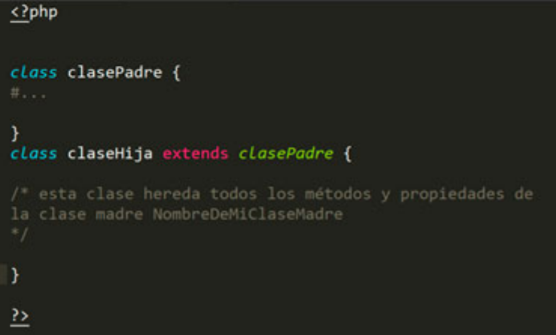 <?php
class clasePadre {
#...
}
class claseHija extends clasePadre {
/* esta clase hereda todos los métodos y propiedades de
la clase madre NombreDeMiClaseMadre
*/
}
?>